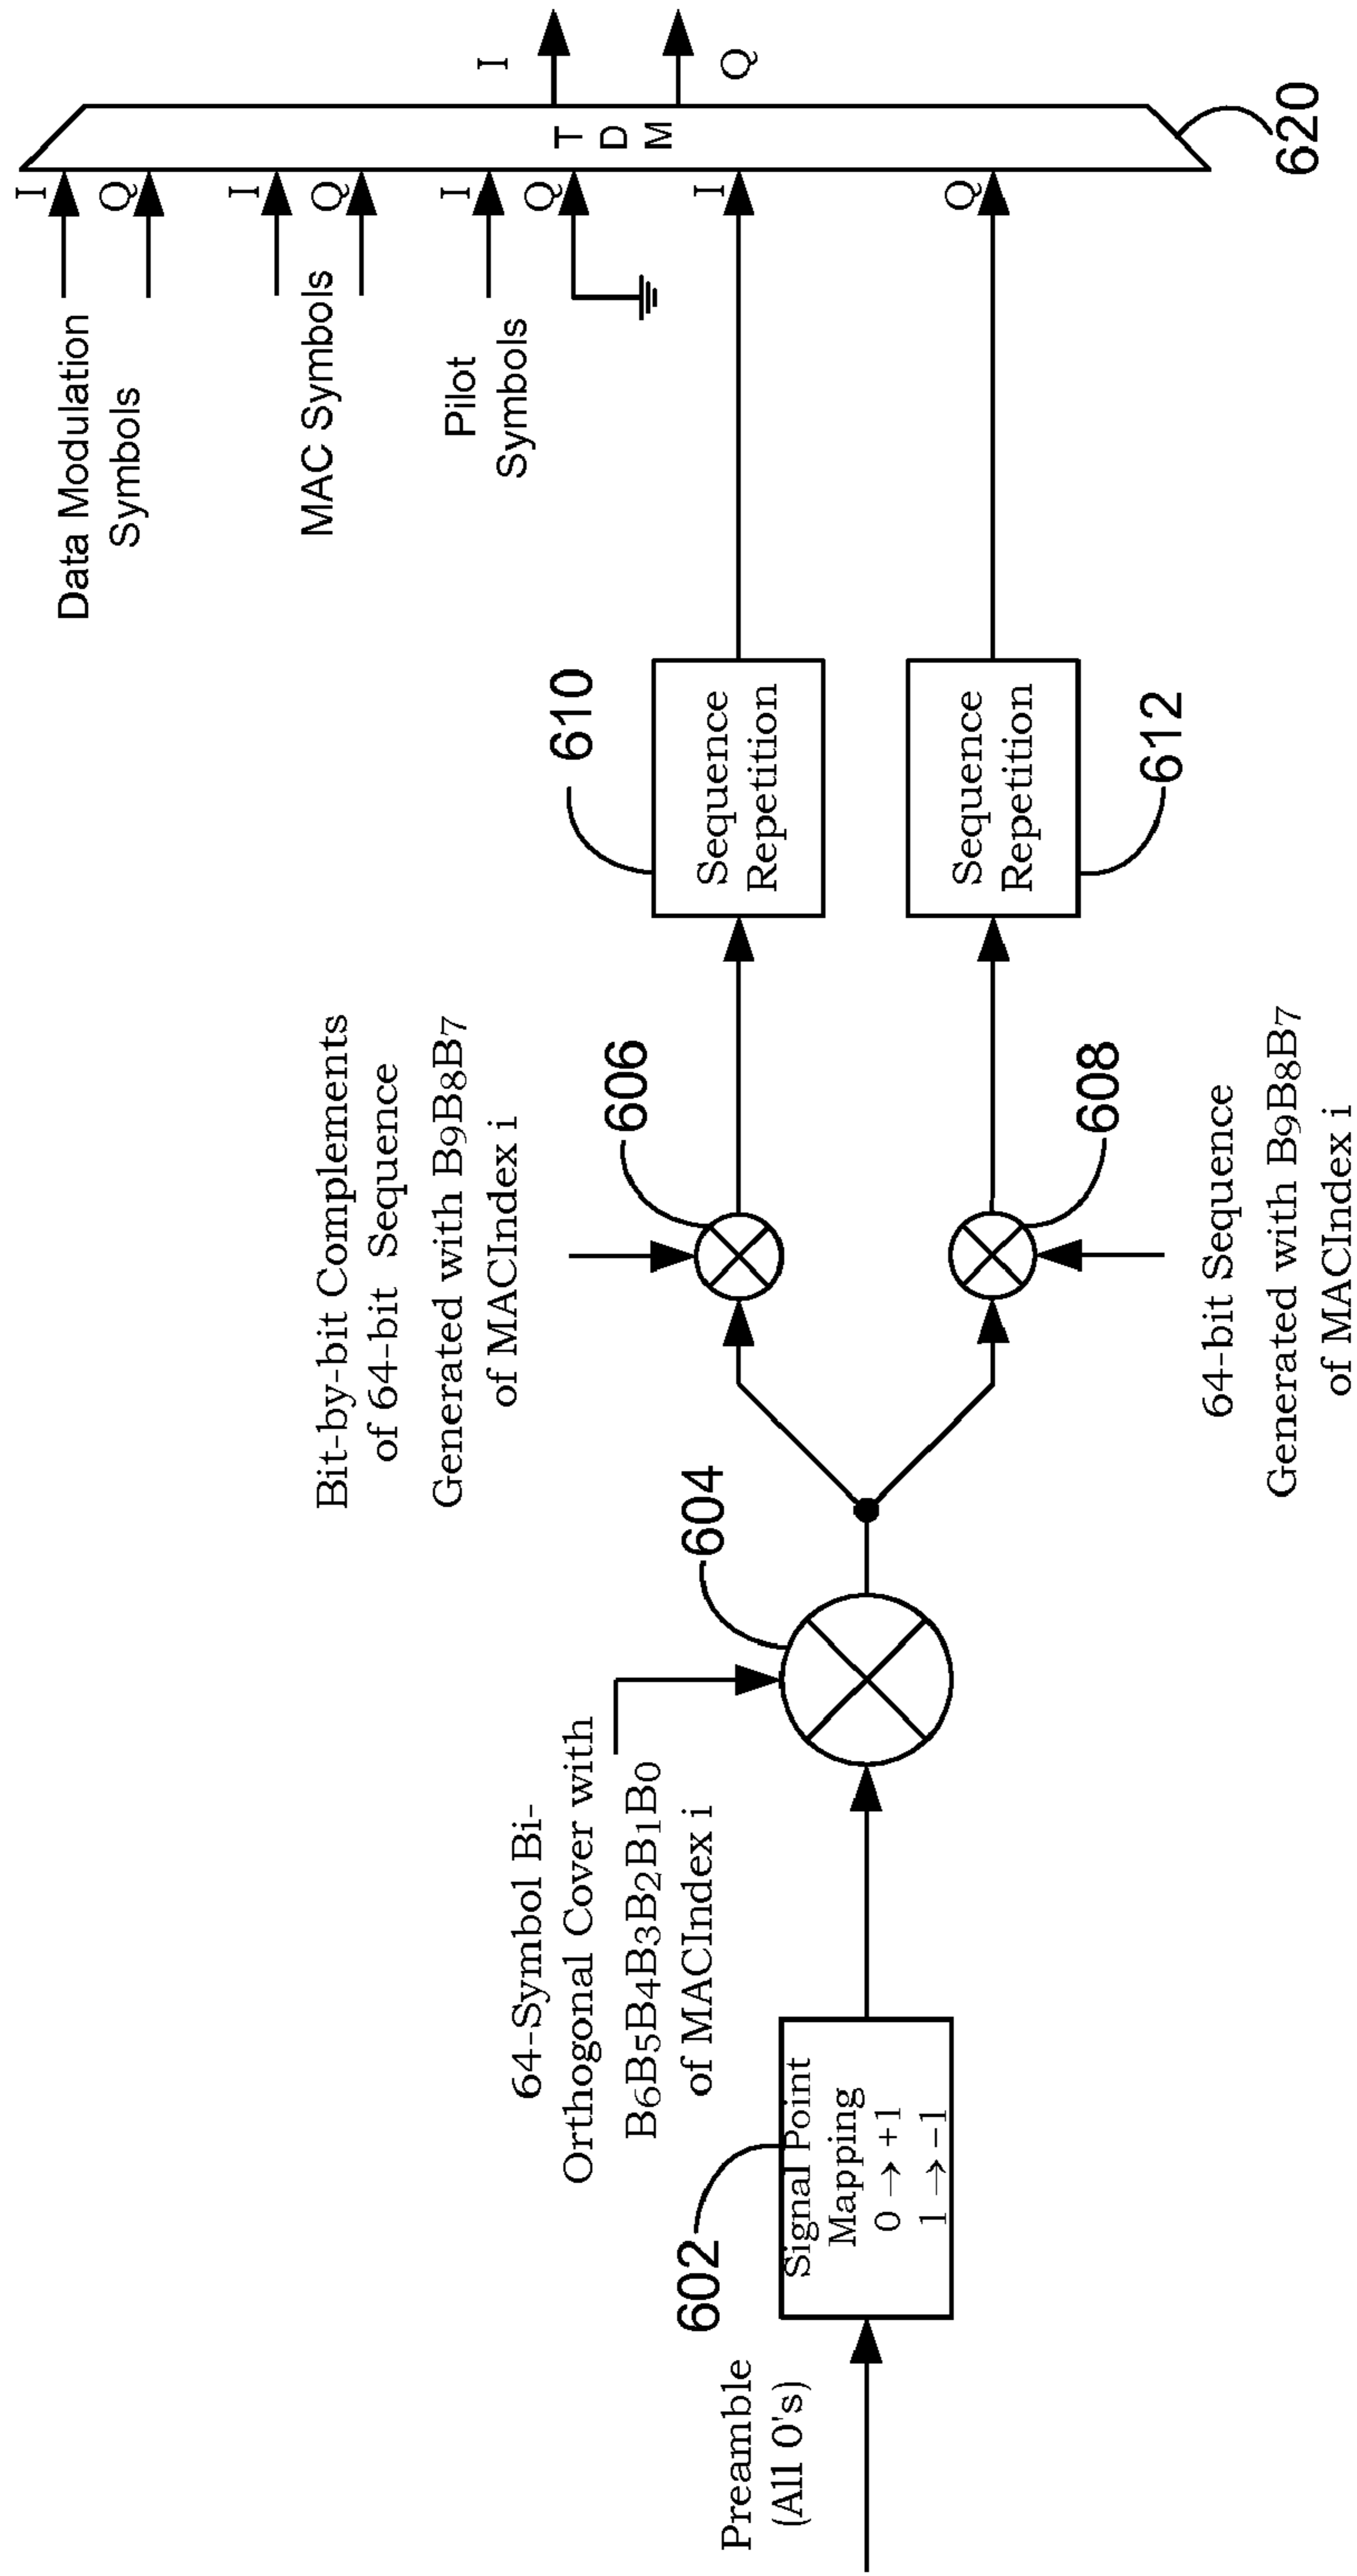 Preamble
(All 0's)
602
Signal Point
Mapping
0 → +1
1 → −1
64-Symbol Bi-
Orthogonal Cover with
B6B5B4B3B2B1B0
of MACIndex i
604
Bit-by-bit Complements
of 64-bit Sequence
Generated with B9B8B7
of MACIndex i
606
608
64-bit Sequence
Generated with B9B8B7
of MACIndex i
610
Sequence
Repetition
Sequence
Repetition
612
Data Modulation
Symbols
MAC Symbols
Pilot
Symbols
I
Q
I
Q
I
Q
I
Q
T
D
M
I
Q
620